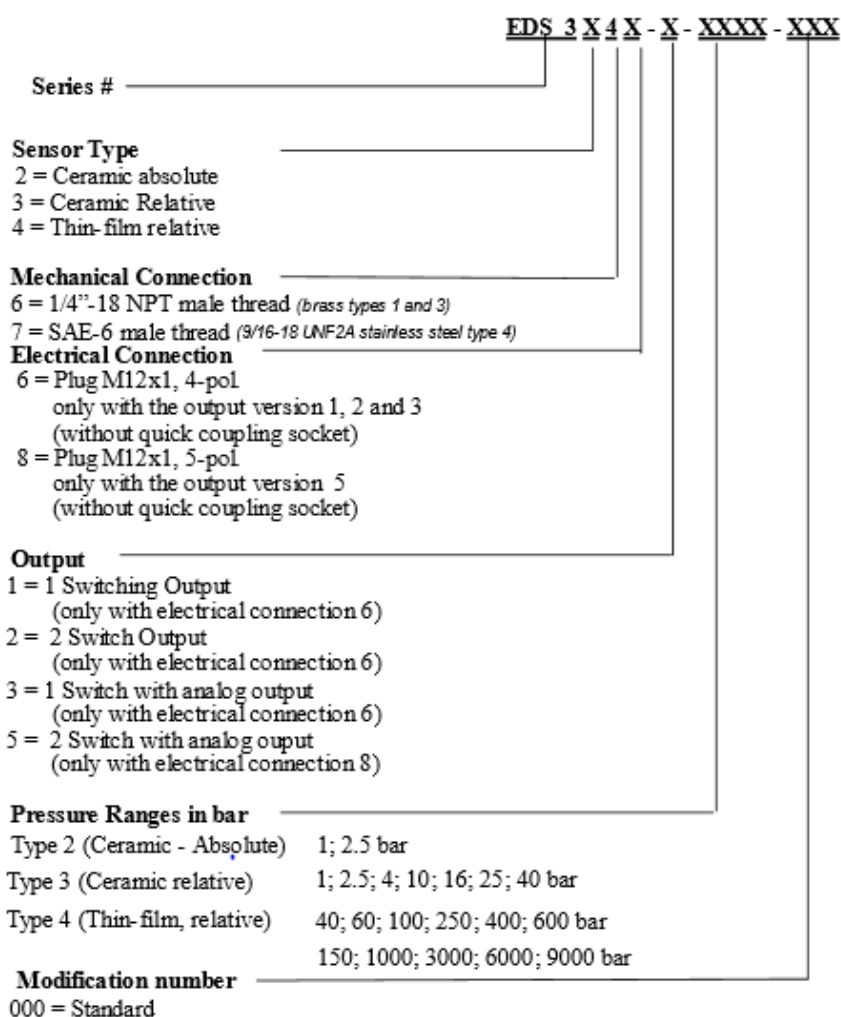 EDS 3 X 4 X - X - XXXX - XXX
Series #
Sensor Type
2 = Ceramic absolute
3 = Ceramic Relative
4 = Thin-film relative
Mechanical Connection
6 = 1/4”-18 NPT male thread (brass types 1 and 3)
7 = SAE-6 male thread (9/16-18 UNF2A stainless steel type 4)
Electrical Connection
6 = Plug M12x1, 4-pol.
only with the output version 1, 2 and 3
(without quick coupling socket)
8 = Plug M12x1, 5-pol.
only with the output version 5
(without quick coupling socket)
Output
1 = 1 Switching Output
(only with electrical connection 6)
2 = 2 Switch Output
(only with electrical connection 6)
3 = 1 Switch with analog output
(only with electrical connection 6)
5 = 2 Switch with analog ouput
(only with electrical connection 8)
Pressure Ranges in bar
Type 2 (Ceramic - Absolute) 1; 2.5 bar
Type 3 (Ceramic relative) 1; 2.5; 4; 10; 16; 25; 40 bar
Type 4 (Thin-film, relative) 40; 60; 100; 250; 400; 600 bar
150; 1000; 3000; 6000; 9000 bar
Modification number
000 = Standard